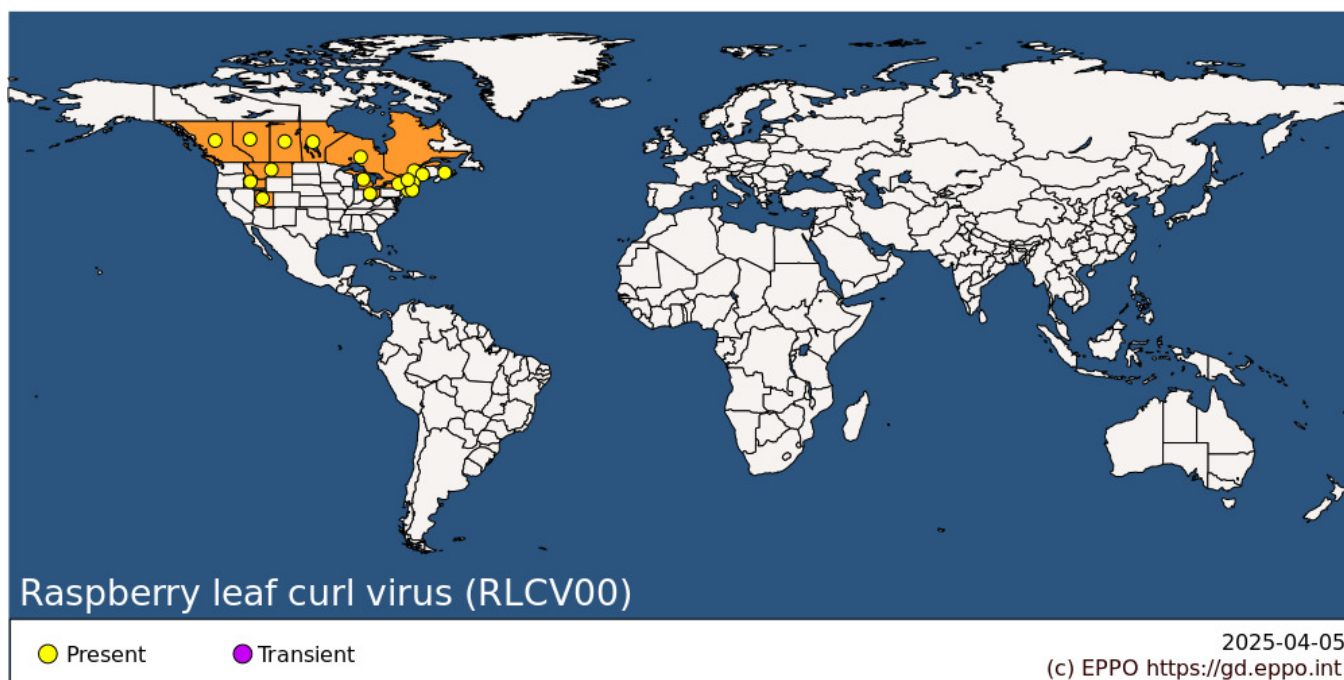 Raspberry leaf curl virus (RLCV00)
Present
Transient
2025-04-05
(c) EPPO https://gd.eppo.int